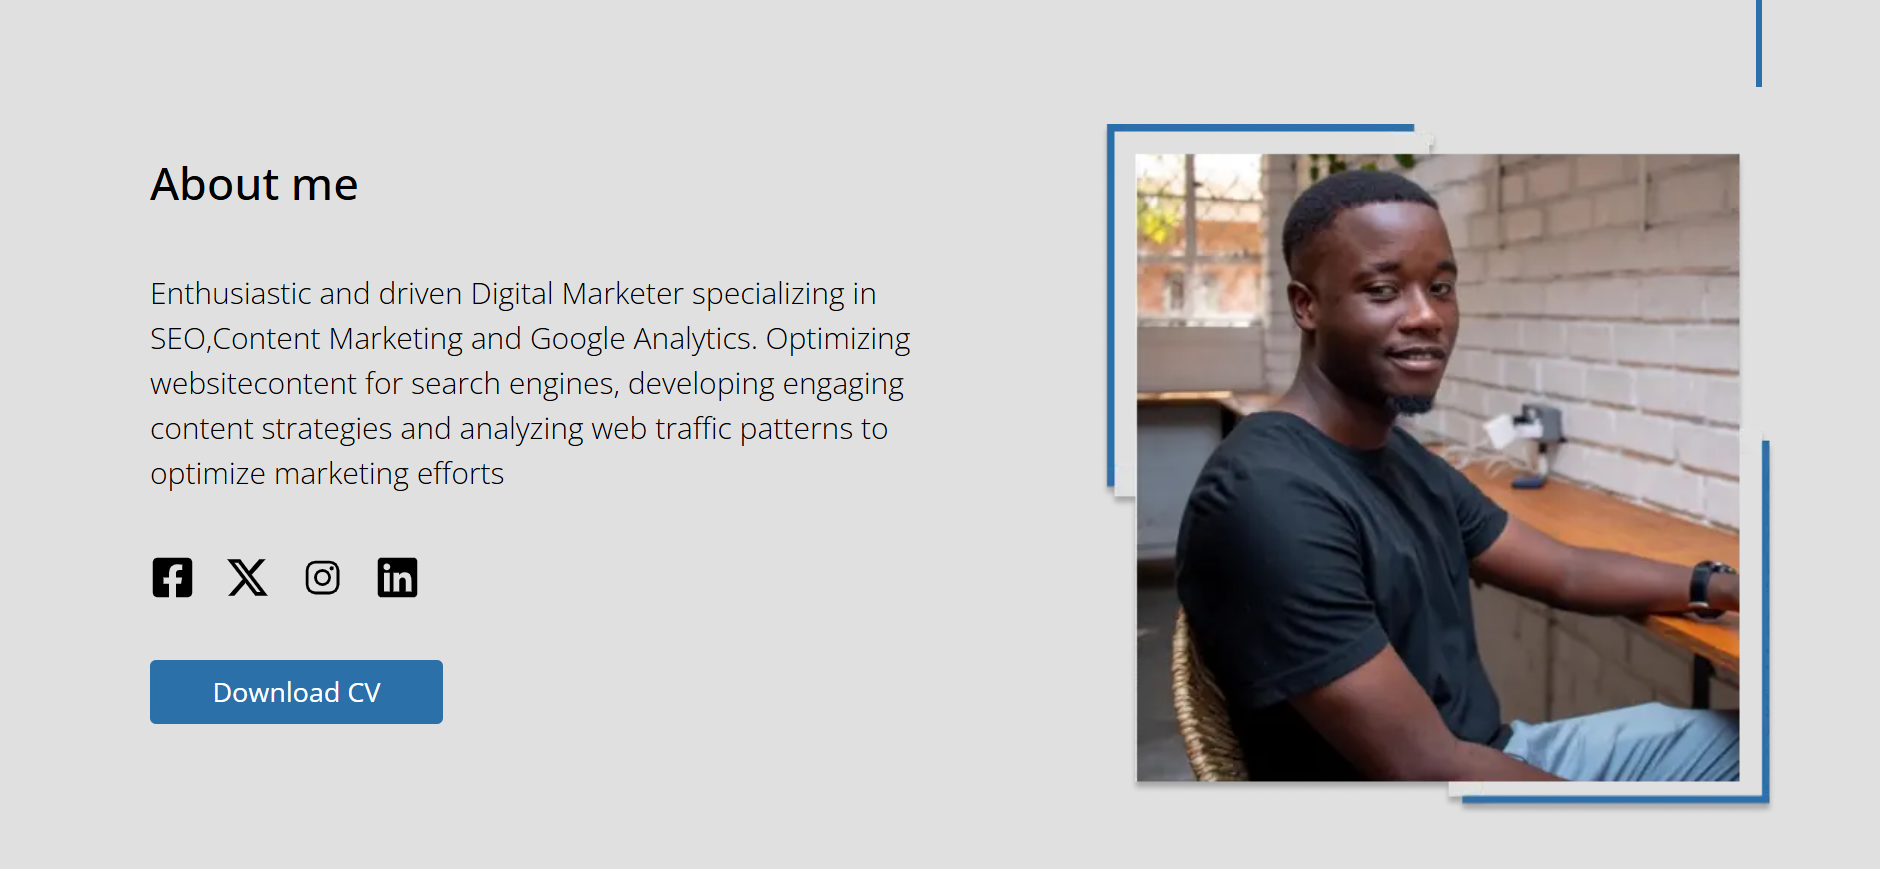 About me
Enthusiastic and driven Digital Marketer specializing in
SEO,Content Marketing and Google Analytics. Optimizing
websitecontent for search engines, developing engaging
content strategies and analyzing web traffic patterns to
optimize marketing efforts
Download CV